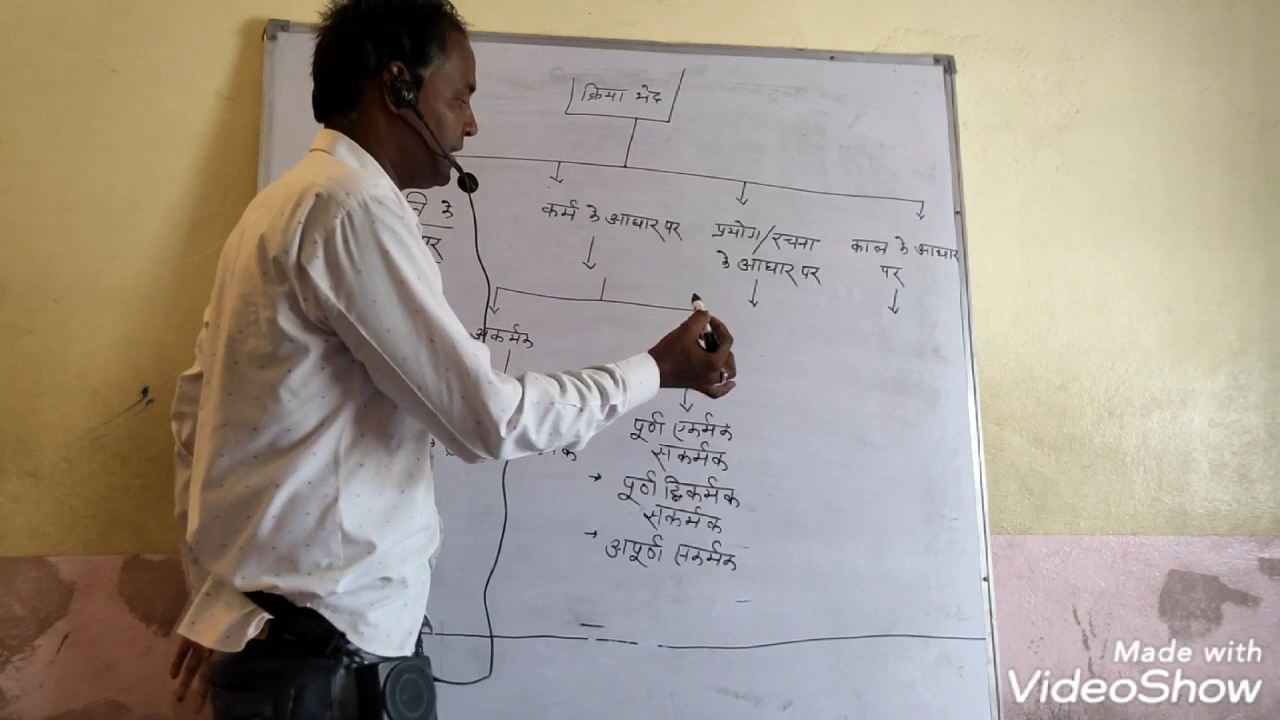 क्रिया भेद
के
कर्म के आधार पर
प्रयोग/रचना
के आधार पर
काल के आधार
पर
अकर्मक
पूर्ण एकर्मक
सकर्मक
→ पूर्ण द्विकर्मक
सकर्मक
→ अपूर्ण सकर्मक
Made with
VideoShow